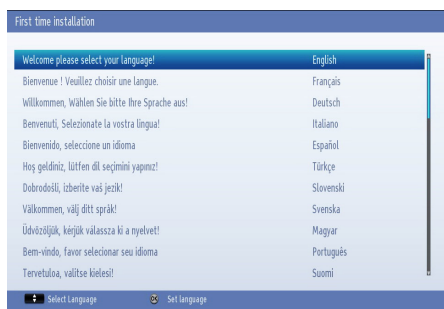 First time installation
Welcome please select your language! English
Bienvenue ! Veuillez choisir une langue. Français
Willkommen, Wählen Sie bitte Ihre Sprache aus! Deutsch
Benvenuti, Selezionate la vostra lingua! Italiano
Bienvenido, seleccione un idioma Español
Hoş geldiniz, lütfen dil seçimini yapınız! Türkçe
Dobrodošli, izberite vaš jezik! Slovenski
Välkommen, välj ditt språk! Svenska
Üdvözöljük, kérjük válassza ki a nyelvet! Magyar
Bem-vindo, favor selecionar seu idioma Português
Tervetuloa, valitse kielesi! Suomi
Select Language OK Set language